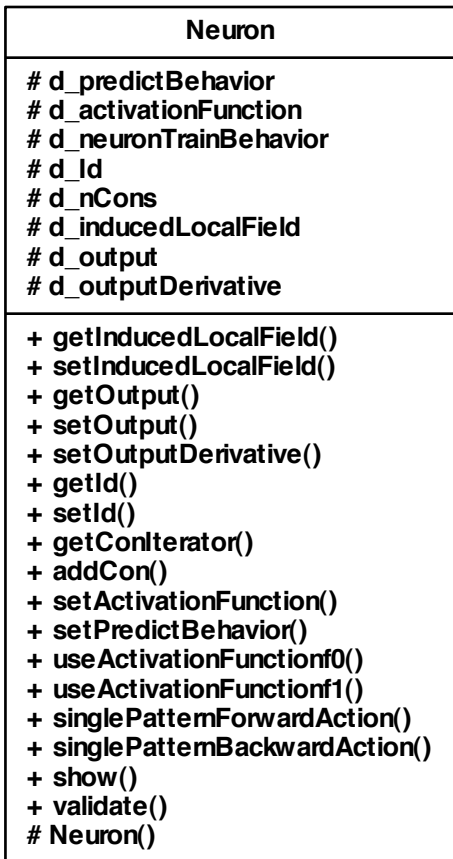 Neuron
# d_predictBehavior
# d_activationFunction
# d_neuronTrainBehavior
# d_Id
# d_nCons
# d_inducedLocalField
# d_output
# d_outputDerivative
+ getInducedLocalField()
+ setInducedLocalField()
+ getOutput()
+ setOutput()
+ setOutputDerivative()
+ getId()
+ setId()
+ getConIterator()
+ addCon()
+ setActivationFunction()
+ setPredictBehavior()
+ useActivationFunctionf0()
+ useActivationFunctionf1()
+ singlePatternForwardAction()
+ singlePatternBackwardAction()
+ show()
+ validate()
# Neuron()